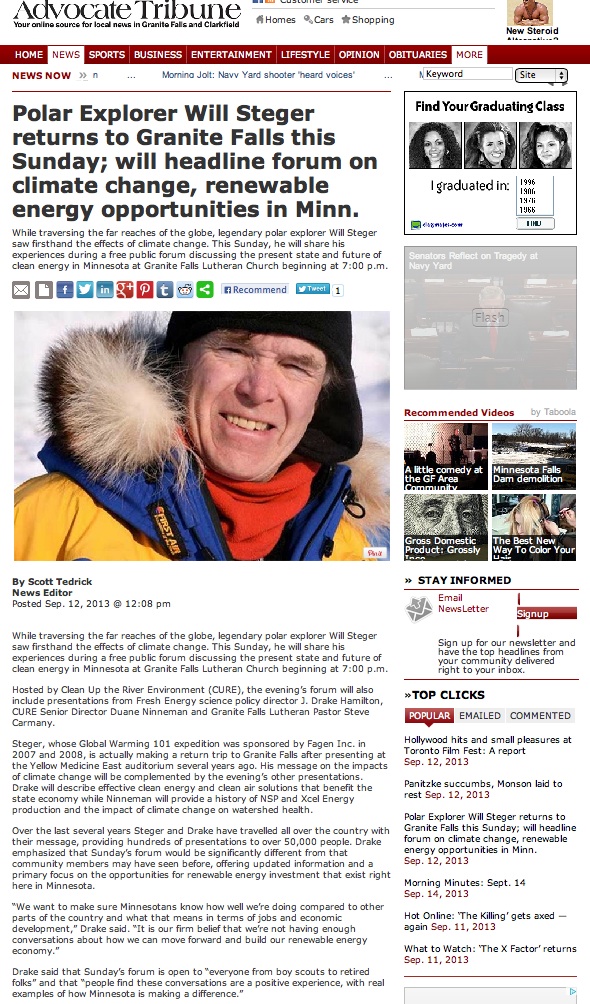 Advocate Tribune
Your online source for local news in Granite Falls and Clarkfield
Customer service
Homes Cars Shopping
New Steroid
HOME NEWS SPORTS BUSINESS ENTERTAINMENT LIFESTYLE OPINION OBITUARIES MORE
NEWS NOW » n ... Morning Jolt: Navy Yard shooter 'heard voices' ...
Keyword
Site
Polar Explorer Will Steger
returns to Granite Falls this
Sunday; will headline forum on
climate change, renewable
energy opportunities in Minn.
While traversing the far reaches of the globe, legendary polar explorer Will Steger
saw firsthand the effects of climate change. This Sunday, he will share his
experiences during a free public forum discussing the present state and future of
clean energy in Minnesota at Granite Falls Lutheran Church beginning at 7:00 p.m.
Recommend
Tweet 1
FIRST AIR
Pin it
By Scott Tedrick
News Editor
Posted Sep. 12, 2013 @ 12:08 pm
While traversing the far reaches of the globe, legendary polar explorer Will Steger
saw firsthand the effects of climate change. This Sunday, he will share his
experiences during a free public forum discussing the present state and future of
clean energy in Minnesota at Granite Falls Lutheran Church beginning at 7:00 p.m.
Hosted by Clean Up the River Environment (CURE), the evening's forum will also
include presentations from Fresh Energy science policy director J. Drake Hamilton,
CURE Senior Director Duane Ninneman and Granite Falls Lutheran Pastor Steve
Carmany.
Steger, whose Global Warming 101 expedition was sponsored by Fagen Inc. in
2007 and 2008, is actually making a return trip to Granite Falls after presenting at
the Yellow Medicine East auditorium several years ago. His message on the impacts
of climate change will be complemented by the evening's other presentations.
Drake will describe effective clean energy and clean air solutions that benefit the
state economy while Ninneman will provide a history of NSP and Xcel Energy
production and the impact of climate change on watershed health.
Over the last several years Steger and Drake have travelled all over the country with
their message, providing hundreds of presentations to over 50,000 people. Drake
emphasized that Sunday's forum would be significantly different from that
community members may have seen before, offering updated information and a
primary focus on the opportunities for renewable energy investment that exist right
here in Minnesota.
“We want to make sure Minnesotans know how well we're doing compared to other
parts of the country and what that means in terms of jobs and economic
development,” Drake said. “It is our firm belief that we're not having enough
conversations about how we can move forward and build our renewable energy
economy.”
Drake said that Sunday's forum is open to “everyone from boy scouts to retired
folks” and that “people find these conversations are a positive experience, with real
examples of how Minnesota is making a difference.”
Find Your Graduating Class
I graduated in:
1996
1986
1976
1966
FIND
classmates.com
Senators Reflect on Tragedy at
Navy Yard
Flash
Recommended Videos by Taboola
A little comedy at
the GF Area
Community
Minnesota Falls
Dam demolition
Gross Domestic
Product: Grossly
The Best New
Way To Color Your
Hair
» STAY INFORMED
Email
NewsLetter
Signup
Sign up for our newsletter and
have the top headlines from
your community delivered
right to your inbox.
»TOP CLICKS
POPULAR EMAILED COMMENTED
Hollywood hits and small pleasures at
Toronto Film Fest: A report
Sep. 12, 2013
Panitzke succumbs, Monson laid to
rest Sep. 12, 2013
Polar Explorer Will Steger returns to
Granite Falls this Sunday; will headline
forum on climate change, renewable
energy opportunities in Minn.
Sep. 12, 2013
Morning Minutes: Sept. 14
Sep. 14, 2013
Hot Online: ‘The Killing’ gets axed —
again Sep. 11, 2013
What to Watch: ‘The X Factor’ returns
Sep. 11, 2013